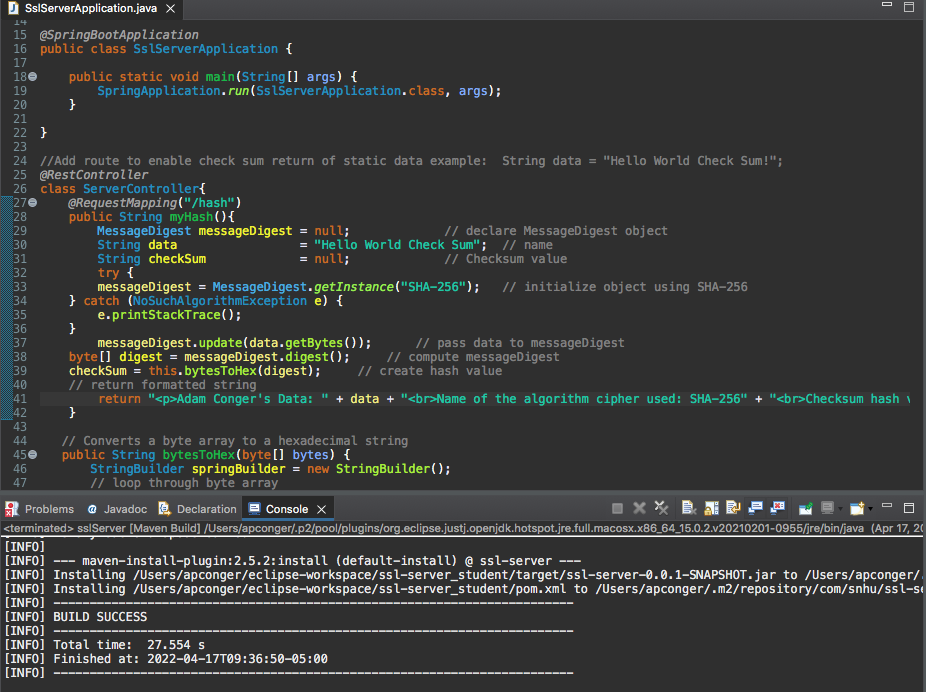 SslServerApplication.java
14
15 @SpringBootApplication
16 public class SslServerApplication {
17
18 public static void main(String[] args) {
19 SpringApplication.run(SslServerApplication.class, args);
20 }
21
22 }
23
24 //Add route to enable check sum return of static data example:  String data = "Hello World Check Sum!";
25 @RestController
26 class ServerController{
27 @RequestMapping("/hash")
28 public String myHash(){
29 MessageDigest messageDigest = null; // declare MessageDigest object
30 String data = "Hello World Check Sum"; // name
31 String checkSum = null; // Checksum value
32 try {
33 messageDigest = MessageDigest.getInstance("SHA-256"); // initialize object using SHA-256
34 } catch (NoSuchAlgorithmException e) {
35 e.printStackTrace();
36 }
37 messageDigest.update(data.getBytes()); // pass data to messageDigest
38 byte[] digest = messageDigest.digest(); // compute messageDigest
39 checkSum = this.bytesToHex(digest); // create hash value
40 // return formatted string
41 return "<p>Adam Conger's Data: " + data + "<br>Name of the algorithm cipher used: SHA-256" + "<br>Checksum hash v
42 }
43
44 // Converts a byte array to a hexadecimal string
45 public String bytesToHex(byte[] bytes) {
46 StringBuilder springBuilder = new StringBuilder();
47 // loop through byte array
Problems Javadoc Declaration Console
<terminated> sslServer [Maven Build] /Users/apconger/.p2/pool/plugins/org.eclipse.justj.openjdk.hotspot.jre.full.macosx.x86_64_15.0.2.v20210201-0955/jre/bin/java (Apr 17, 20
[INFO]
[INFO] --- maven-install-plugin:2.5.2:install (default-install) @ ssl-server ---
[INFO] Installing /Users/apconger/eclipse-workspace/ssl-server_student/target/ssl-server-0.0.1-SNAPSHOT.jar to /Users/apconger/.
[INFO] Installing /Users/apconger/eclipse-workspace/ssl-server_student/pom.xml to /Users/apconger/.m2/repository/com/snhu/ssl-se
[INFO] ------------------------------------------------------------------------
[INFO] BUILD SUCCESS
[INFO] ------------------------------------------------------------------------
[INFO] Total time:  27.554 s
[INFO] Finished at: 2022-04-17T09:36:50-05:00
[INFO] ------------------------------------------------------------------------